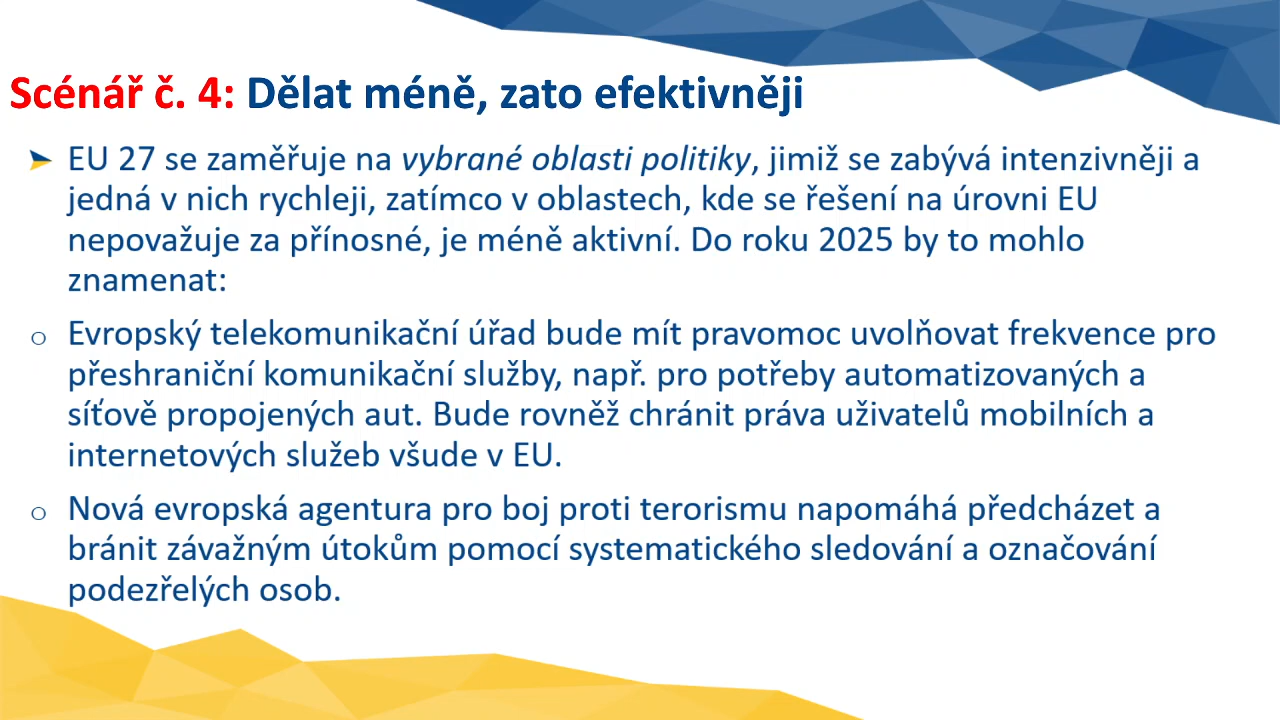 Scénář č. 4: Dělat méně, zato efektivněji
EU 27 se zaměřuje na vybrané oblasti politiky, jimiž se zabývá intenzivněji a
jedná v nich rychleji, zatímco v oblastech, kde se řešení na úrovni EU
nepovažuje za přínosné, je méně aktivní. Do roku 2025 by to mohlo
znamenat:
Evropský telekomunikační úřad bude mít pravomoc uvolňovat frekvence pro
přeshraniční komunikační služby, např. pro potřeby automatizovaných a
síťově propojených aut. Bude rovněž chránit práva uživatelů mobilních a
internetových služeb všude v EU.
Nová evropská agentura pro boj proti terorismu napomáhá předcházet a
bránit závažným útokům pomocí systematického sledování a označování
podezřelých osob.